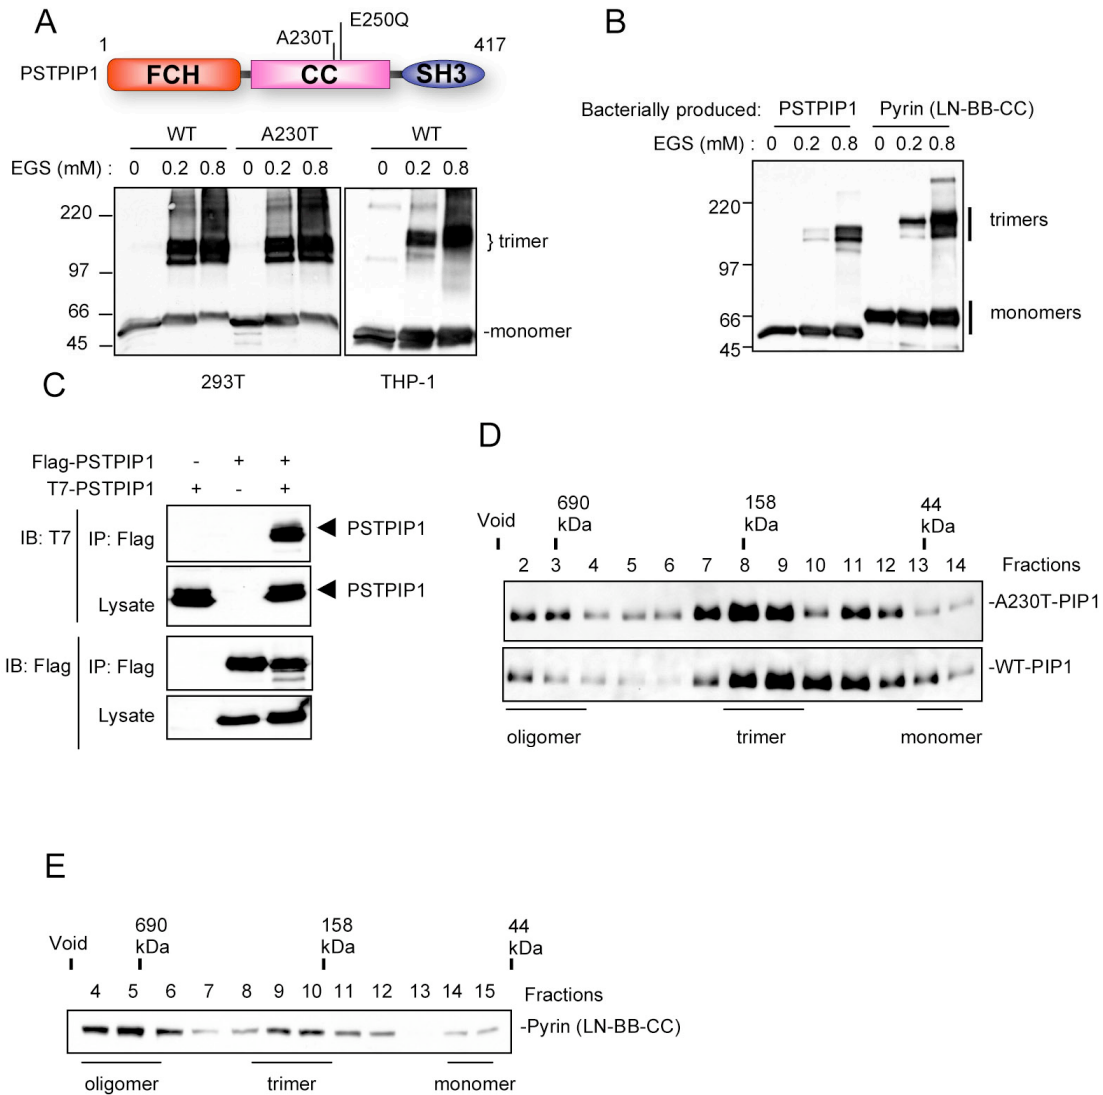 A
E250Q
A230T
1
417
PSTPIP1
FCH
CC
SH3
WT
A230T
WT
EGS (mM) :
0
0.2
0.8
0
0.2
0.8
0
0.2
0.8
220
97
66
45
} trimer
-monomer
293T
THP-1
B
Bacterially produced:
PSTPIP1
Pyrin (LN-BB-CC)
EGS (mM) :
0
0.2
0.8
0
0.2
0.8
220
97
66
45
trimers
monomers
C
Flag-PSTPIP1
-
+
+
T7-PSTPIP1
+
-
+
IB: T7
IP: Flag
PSTPIP1
Lysate
PSTPIP1
IB: Flag
IP: Flag
Lysate
D
Void
690
kDa
158
kDa
44
kDa
2 3 4 5 6 7 8 9 10 11 12 13 14 Fractions
-A230T-PIP1
-WT-PIP1
oligomer
trimer
monomer
E
Void
690
kDa
158
kDa
44
kDa
4 5 6 7 8 9 10 11 12 13 14 15 Fractions
-Pyrin (LN-BB-CC)
oligomer
trimer
monomer